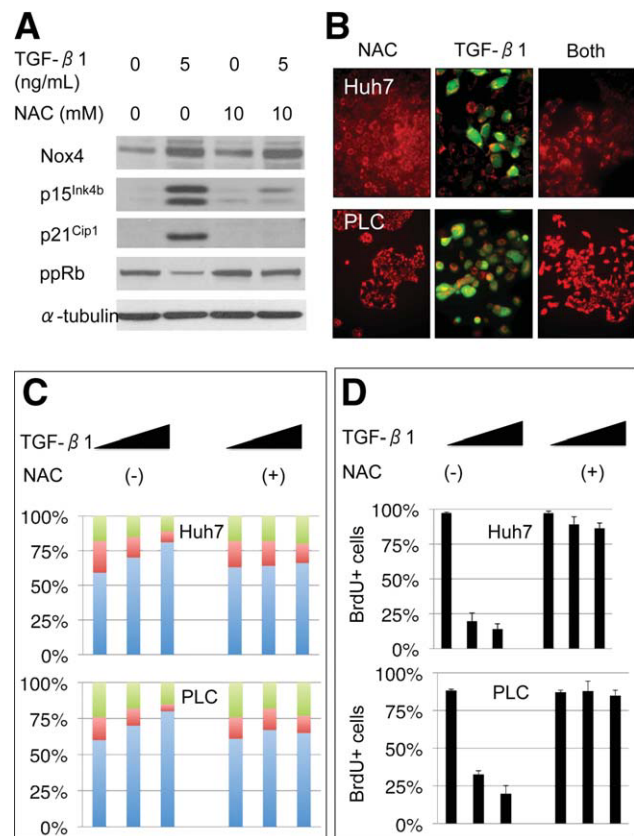 A
TGF-β1 0 5 0 5
(ng/mL)
NAC (mM) 0 0 10 10
Nox4
p15Ink4b
p21Cip1
ppRb
α-tubulin
B
NAC TGF-β1 Both
Huh7
PLC
C
TGF-β1
NAC (-) (+)
100%
Huh7
75%
50%
25%
0%
100%
PLC
75%
50%
25%
0%
D
TGF-β1
NAC (-) (+)
BrdU+ cells
100%
Huh7
75%
50%
25%
0%
BrdU+ cells
100%
PLC
75%
50%
25%
0%